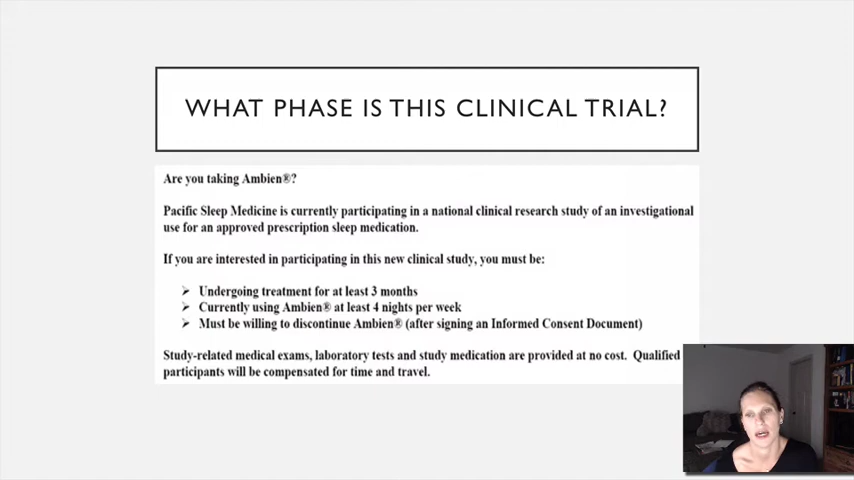 WHAT PHASE IS THIS CLINICAL TRIAL?
Are you taking Ambien®?
Pacific Sleep Medicine is currently participating in a national clinical research study of an investigational
use for an approved prescription sleep medication.
If you are interested in participating in this new clinical study, you must be:
➢ Undergoing treatment for at least 3 months
➢ Currently using Ambien® at least 4 nights per week
➢ Must be willing to discontinue Ambien® (after signing an Informed Consent Document)
Study-related medical exams, laboratory tests and study medication are provided at no cost. Qualified
participants will be compensated for time and travel.